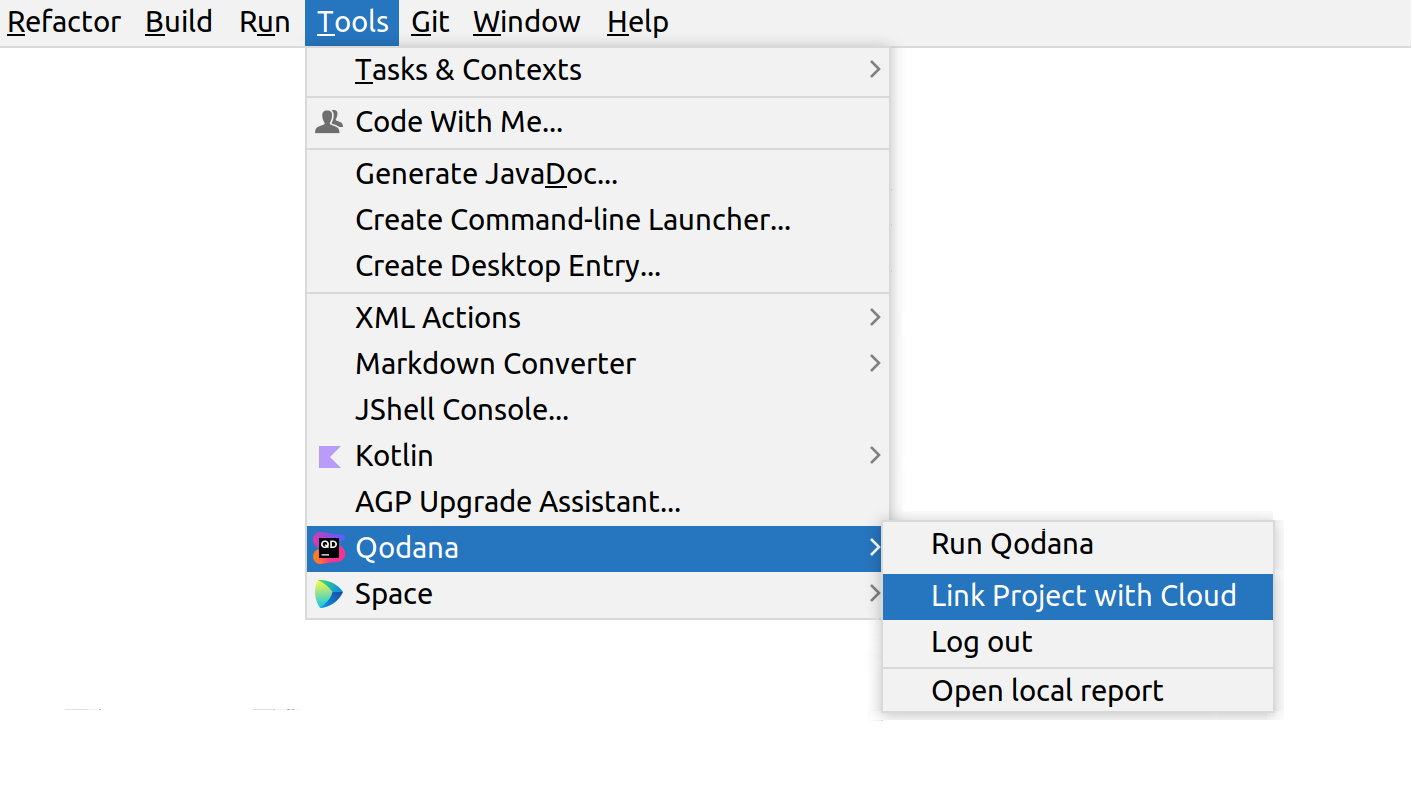 Refactor Build Run Tools Git Window Help
Tasks & Contexts
Code With Me...
Generate JavaDoc...
Create Command-line Launcher...
Create Desktop Entry...
XML Actions
Markdown Converter
JShell Console...
Kotlin
AGP Upgrade Assistant...
QD Qodana
Space
Run Qodana
Link Project with Cloud
Log out
Open local report